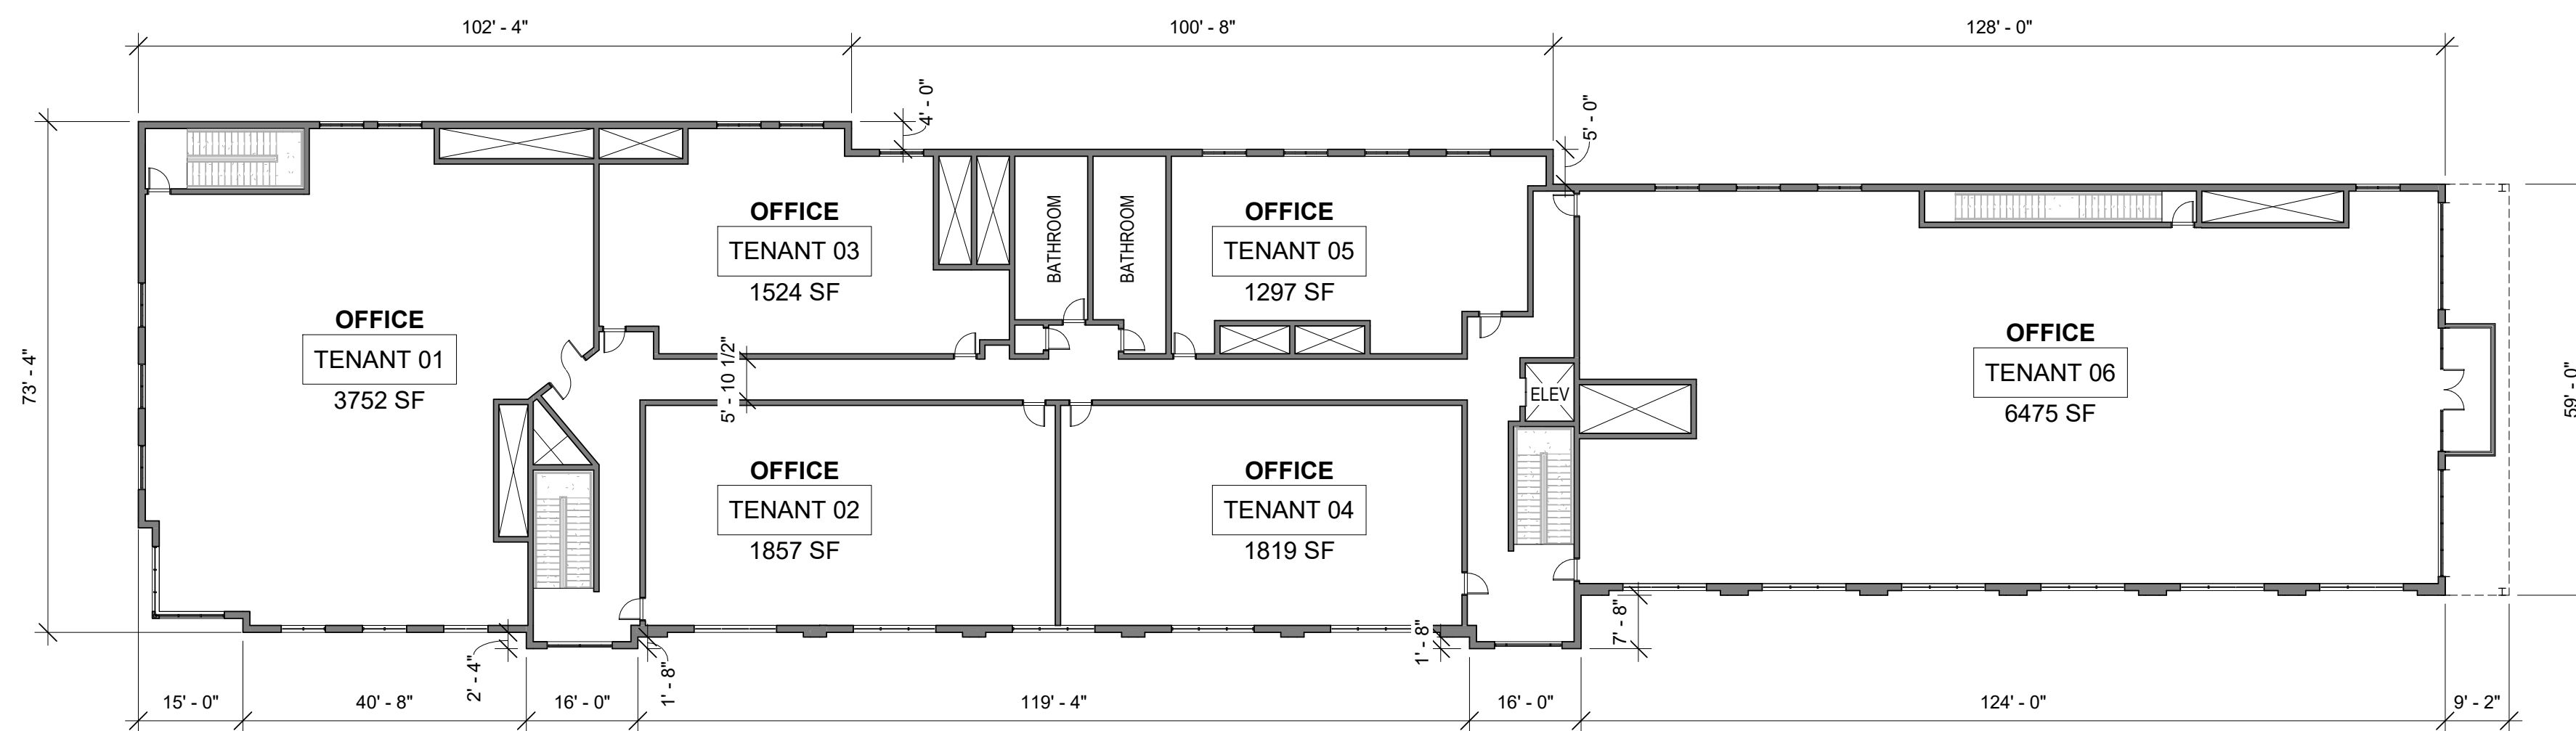 102' - 4"
100' - 8"
128' - 0"
4' - 0"
5' - 0"
73' - 4"
OFFICE
TENANT 01
3752 SF
OFFICE
TENANT 03
1524 SF
BATHROOM
BATHROOM
OFFICE
TENANT 05
1297 SF
OFFICE
TENANT 06
6475 SF
59' - 0"
5' - 10 1/2"
ELEV
OFFICE
TENANT 02
1857 SF
OFFICE
TENANT 04
1819 SF
2' - 4"
1' - 8"
1' - 8"
7' - 8"
15' - 0"
40' - 8"
16' - 0"
119' - 4"
16' - 0"
124' - 0"
9' - 2"